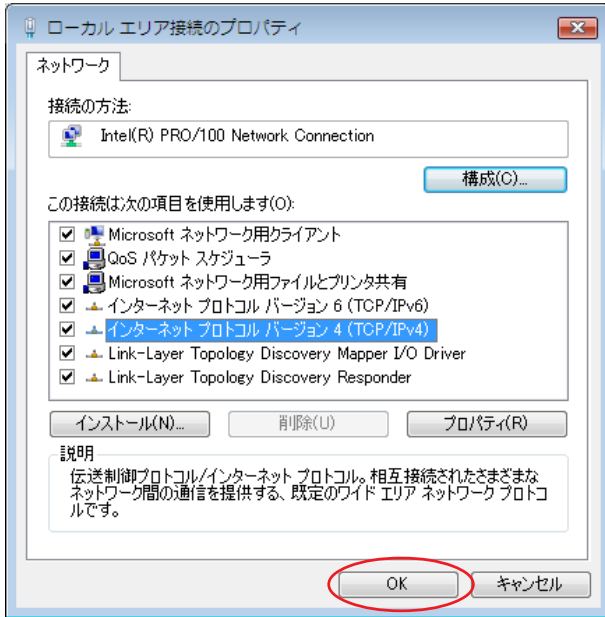 ローカル エリア接続のプロパティ
ネットワーク
接続の方法:
Intel(R) PRO/100 Network Connection
構成(C)...
この接続は次の項目を使用します(O):
Microsoft ネットワーク用クライアント
QoS パケット スケジューラ
Microsoft ネットワーク用ファイルとプリンタ共有
インターネット プロトコル バージョン 6 (TCP/IPv6)
インターネット プロトコル バージョン 4 (TCP/IPv4)
Link-Layer Topology Discovery Mapper I/O Driver
Link-Layer Topology Discovery Responder
インストール(N)... 削除(U) プロパティ(R)
説明
伝送制御プロトコル/インターネット プロトコル。相互接続されたさまざまな
ネットワーク間の通信を提供する、既定のワイド エリア ネットワーク プロトコ
ルです。
OK キャンセル